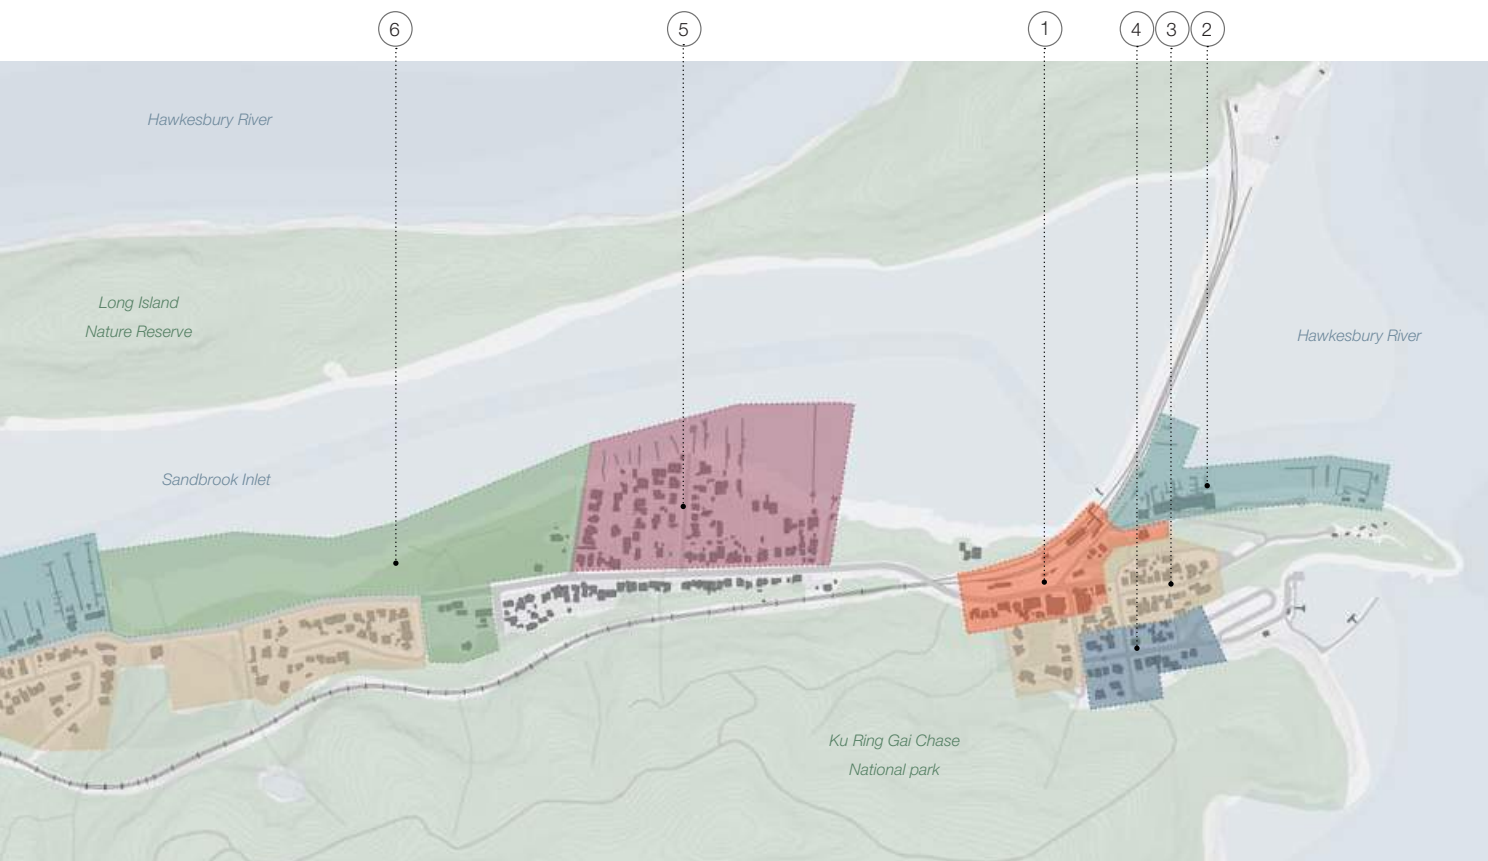 6
5
1
4
3
2
Hawkesbury River
Long Island
Nature Reserve
Hawkesbury River
Sandbrook Inlet
Ku Ring Gai Chase
National park